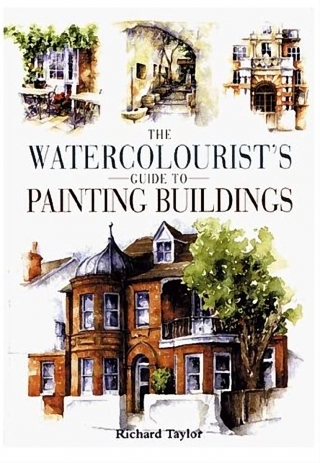 THE
WATERCOLOURIST'S
GUIDE TO
PAINTING BUILDINGS
Richard Taylor